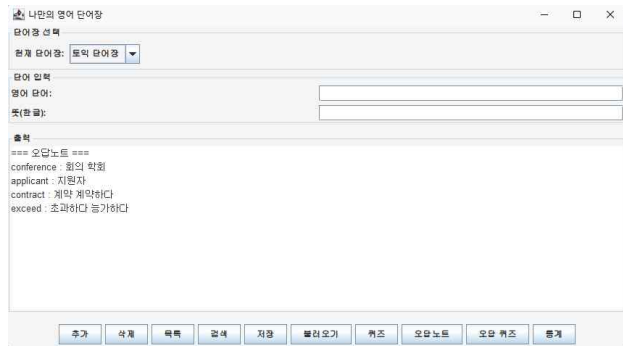 나만의 영어 단어장
단어장 선택
현재 단어장: 토익 단어장
단어 입력
영어 단어:
뜻(한글):
출력
=== 오답노트 ===
conference : 회의 학회
applicant : 지원자
contract : 계약 계약하다
exceed : 초과하다 능가하다
추가 삭제 목록 검색 저장 불러오기 퀴즈 오답노트 오답 퀴즈 통계